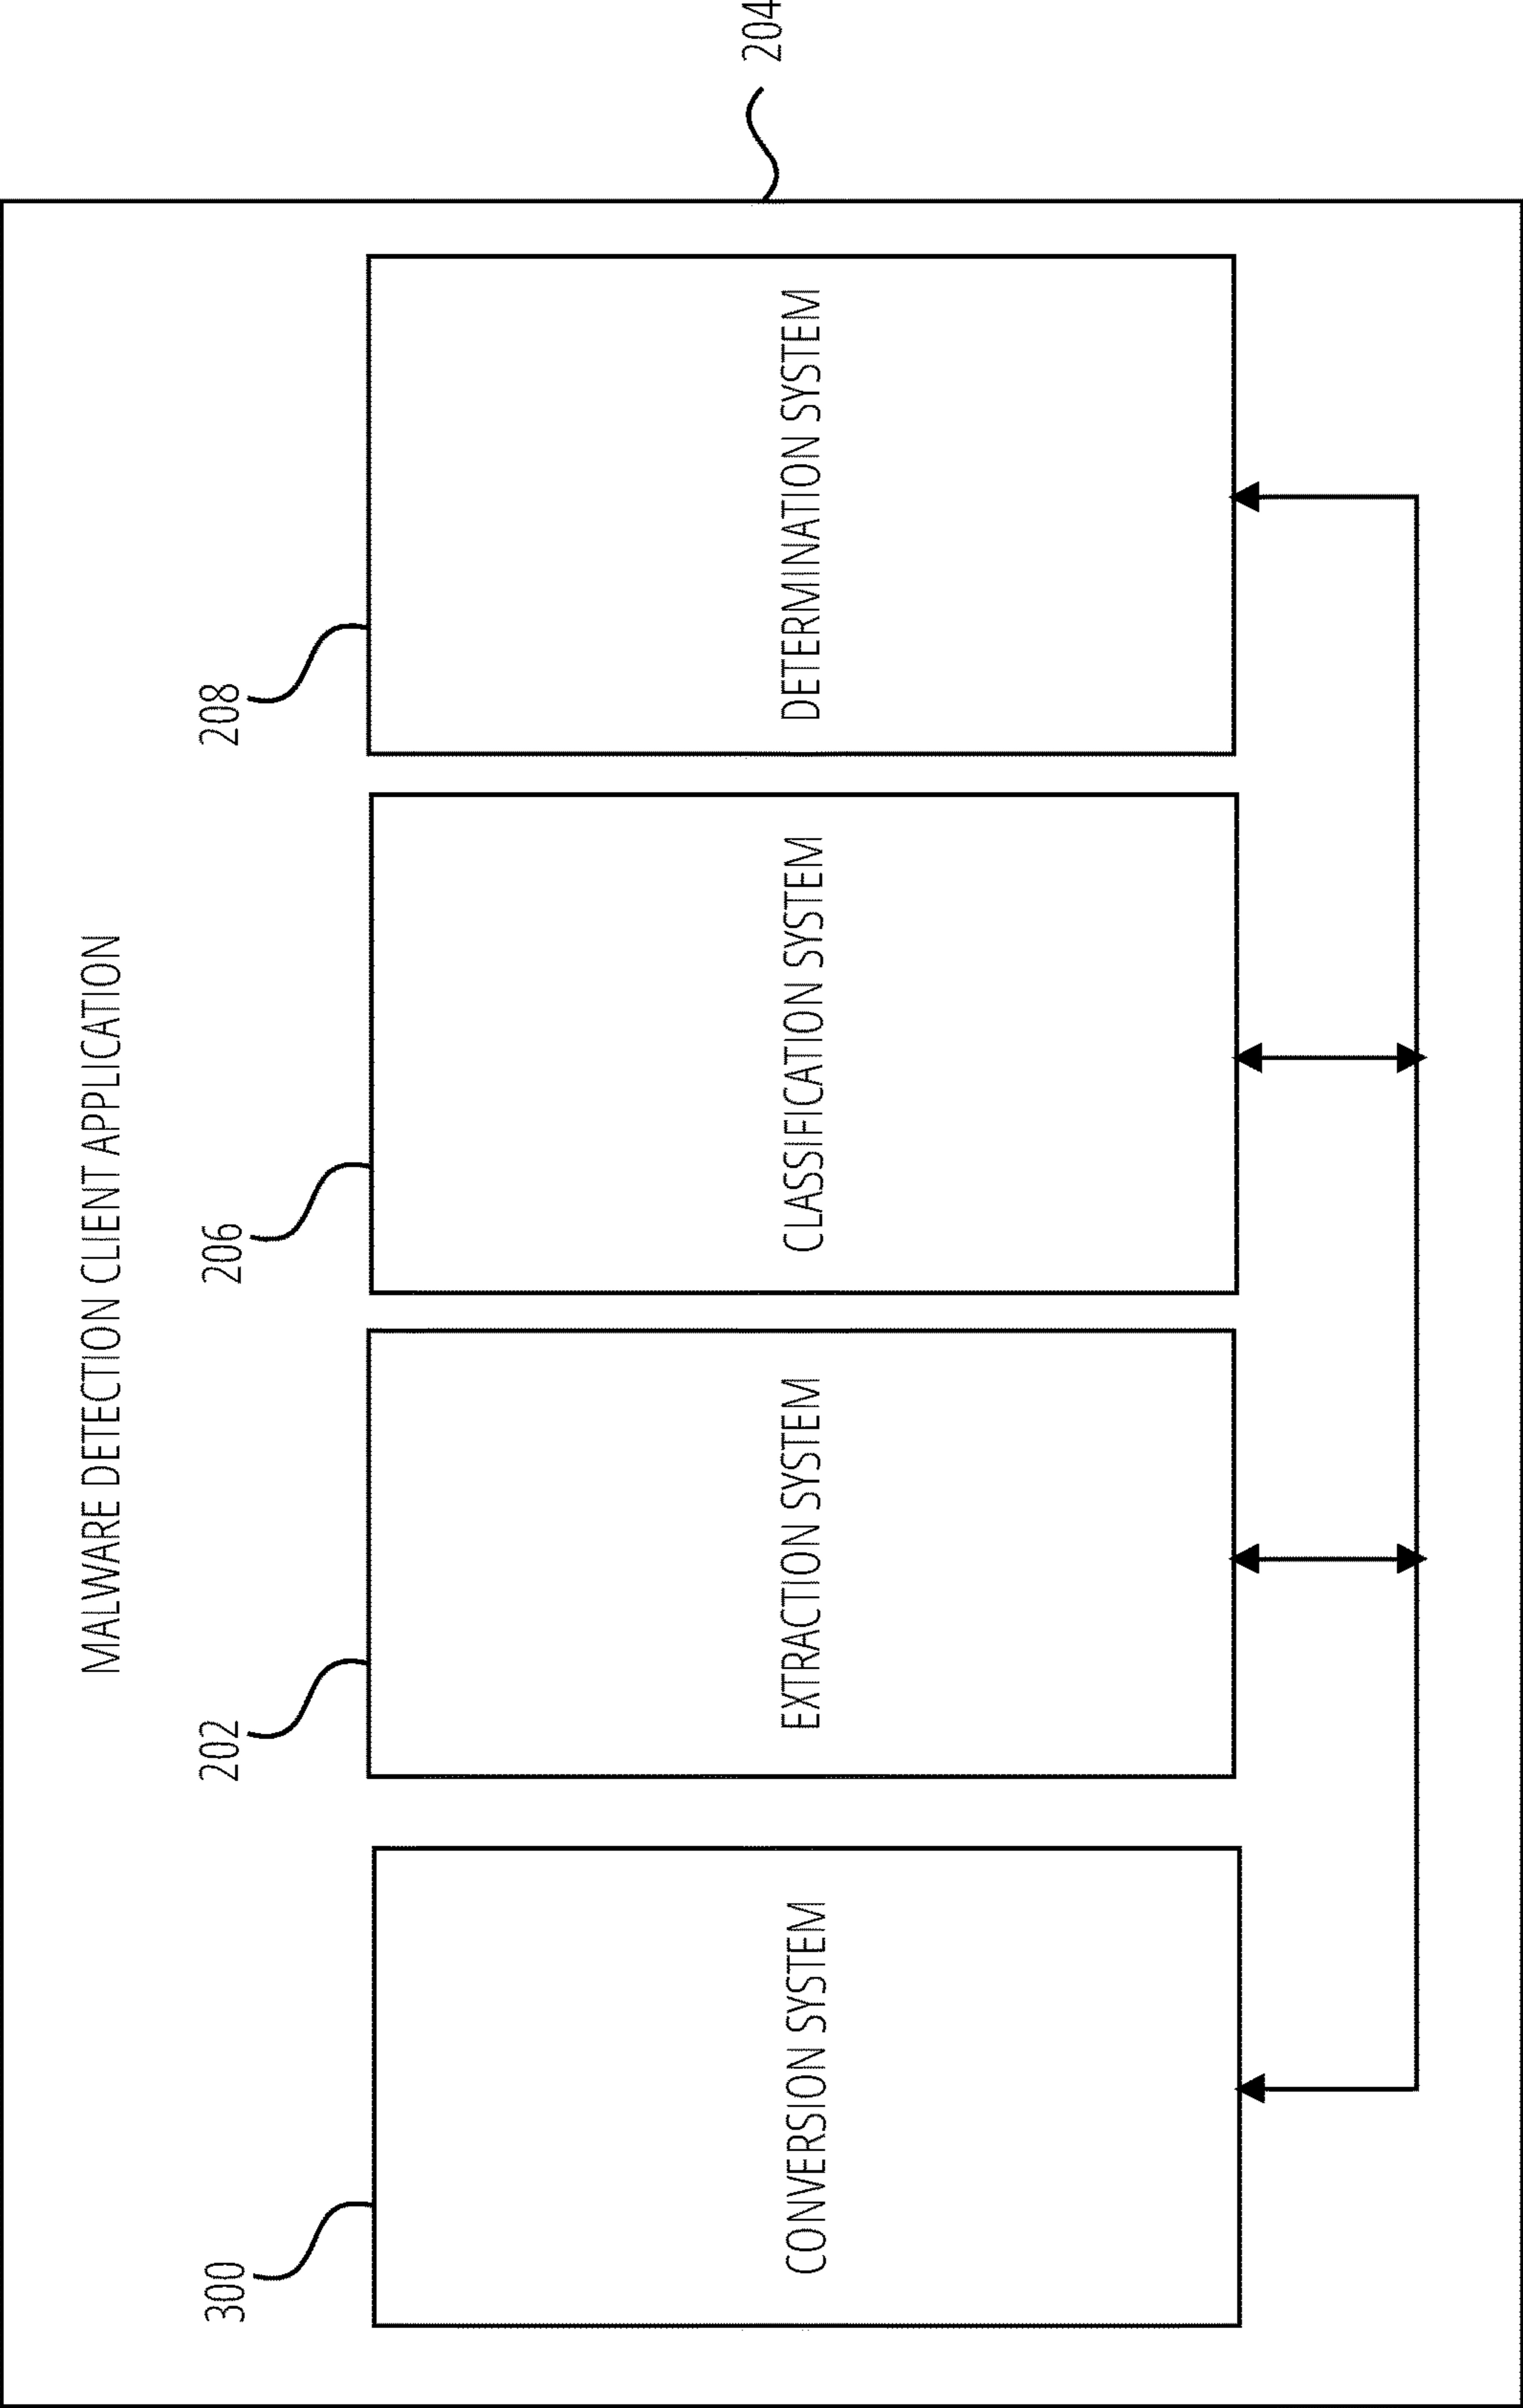 MALWARE DETECTION CLIENT APPLICATION
300
202
206
208
204
CONVERSION SYSTEM
EXTRACTION SYSTEM
CLASSIFICATION SYSTEM
DETERMINATION SYSTEM